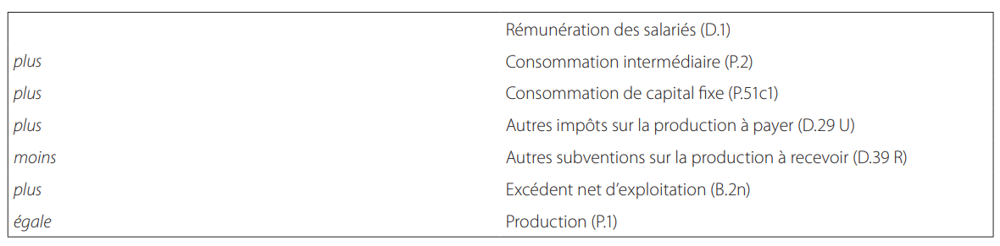 Rémunération des salariés (D.1)
plus Consommation intermédiaire (P.2)
plus Consommation de capital fixe (P.51c1)
plus Autres impôts sur la production à payer (D.29 U)
moins Autres subventions sur la production à recevoir (D.39 R)
plus Excédent net d’exploitation (B.2n)
égale Production (P.1)